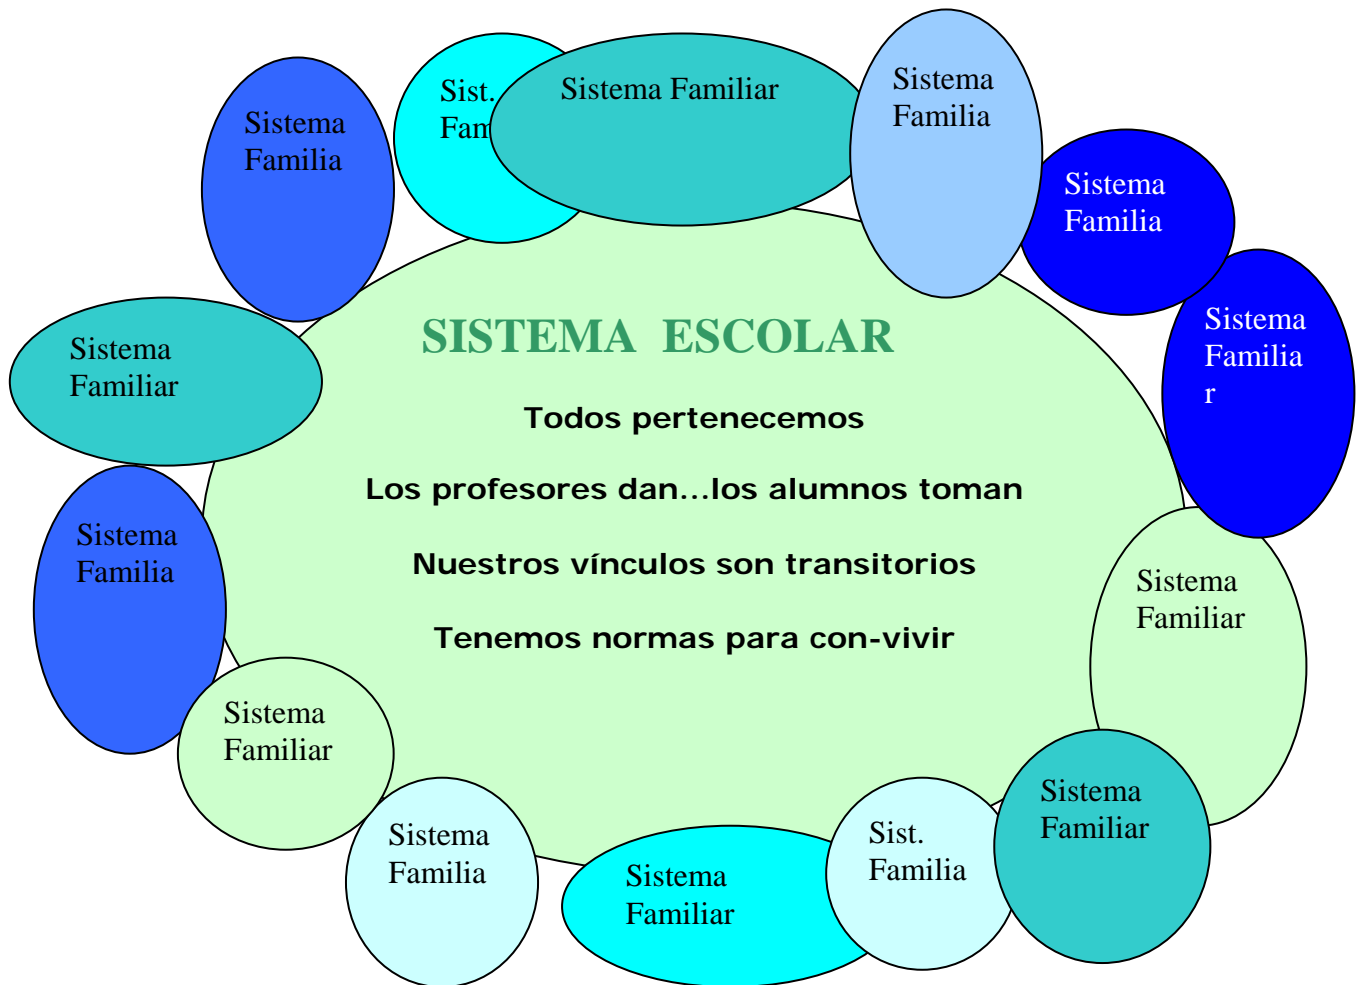 Sistema
Familia
Sist.
Fam
Sistema Familiar
Sistema
Familia
Sistema
Familia
Sistema
Familia
r
Sistema
Familiar
SISTEMA ESCOLAR
Todos pertenecemos
Los profesores dan...los alumnos toman
Nuestros vínculos son transitorios
Tenemos normas para con-vivir
Sistema
Familia
Sistema
Familiar
Sistema
Familiar
Sistema
Familia
Sistema
Familiar
Sist.
Familia
Sistema
Familiar